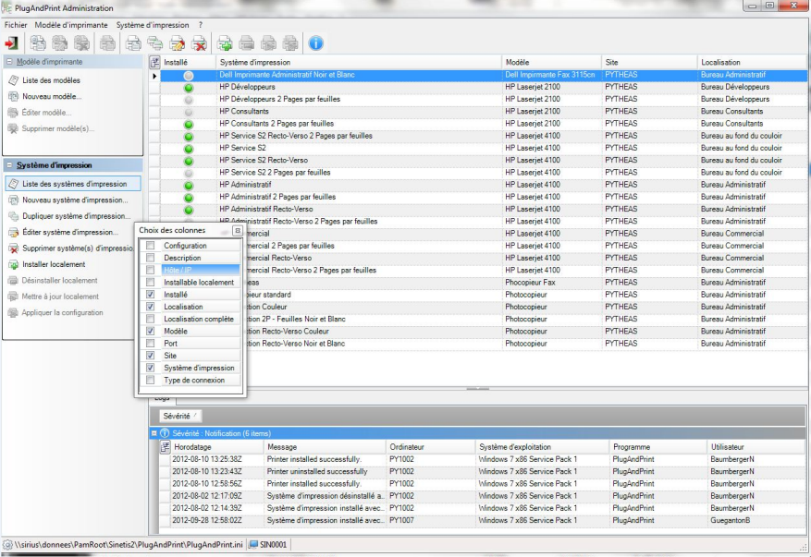 PlugAndPrint Administration
Fichier Modèle d'imprimante Système d'impression ?
Modèle d'imprimante
Liste des modèles
Nouveau modèle...
Éditer modèle...
Supprimer modèle(s)...
Système d'impression
Liste des systèmes d'impression
Nouveau système d'impression...
Dupliquer système d'impression...
Éditer système d'impression...
Supprimer système(s) d'impressio
Installer localement
Désinstaller localement
Mettre à jour localement
Appliquer la configuration
Installé Système d'impression Modèle Site Localisation
Dell Imprimante Administratif Noir et Blanc Dell Imprimante Fax 3115cn PYTHEAS Bureau Administratif
HP Développeurs HP Laserjet 2100 PYTHEAS Bureau Développeurs
HP Développeurs 2 Pages par feuilles HP Laserjet 2100 PYTHEAS Bureau Développeurs
HP Consultants HP Laserjet 2100 PYTHEAS Bureau Consultants
HP Consultants 2 Pages par feuilles HP Laserjet 2100 PYTHEAS Bureau Consultants
HP Service S2 Recto-Verso 2 Pages par feuilles HP Laserjet 4100 PYTHEAS Bureau au fond du couloir
HP Service S2 HP Laserjet 4100 PYTHEAS Bureau au fond du couloir
HP Service S2 Recto-Verso HP Laserjet 4100 PYTHEAS Bureau au fond du couloir
HP Service S2 2 Pages par feuilles HP Laserjet 4100 PYTHEAS Bureau au fond du couloir
HP Administratif HP Laserjet 4100 PYTHEAS Bureau Administratif
HP Administratif 2 Pages par feuilles HP Laserjet 4100 PYTHEAS Bureau Administratif
HP Administratif Recto-Verso HP Laserjet 4100 PYTHEAS Bureau Administratif
HP Administratif Recto-Verso 2 Pages par feuilles HP Laserjet 4100 PYTHEAS Bureau Administratif
mercial HP Laserjet 4100 PYTHEAS Bureau Commercial
mercial 2 Pages par feuilles HP Laserjet 4100 PYTHEAS Bureau Commercial
mercial Recto-Verso HP Laserjet 4100 PYTHEAS Bureau Commercial
mercial Recto-Verso 2 Pages par feuilles HP Laserjet 4100 PYTHEAS Bureau Commercial
eas Phocopieur Fax PYTHEAS Bureau Administratif
ieur standard Photocopieur PYTHEAS Bureau Administratif
tion Couleur Photocopieur PYTHEAS Bureau Administratif
tion 2P - Feuilles Noir et Blanc Photocopieur PYTHEAS Bureau Administratif
tion Recto-Verso Couleur Photocopieur PYTHEAS Bureau Administratif
tion Recto-Verso Noir et Blanc Photocopieur PYTHEAS Bureau Administratif
Choix des colonnes
Configuration
Description
Hôte / IP
Installable localement
Installé
Localisation
Localisation complète
Modèle
Port
Site
Système d'impression
Type de connexion
Logs
Sévérité
Sévérité : Notification (6 items)
Horodatage Message Ordinateur Système d'exploitation Programme Utilisateur
2012-08-10 13:25:38Z Printer installed successfully. PY1002 Windows 7 x86 Service Pack 1 PlugAndPrint BaumbergerN
2012-08-10 13:23:43Z Printer uninstalled successfully PY1002 Windows 7 x86 Service Pack 1 PlugAndPrint BaumbergerN
2012-08-10 12:58:56Z Printer installed successfully. PY1002 Windows 7 x86 Service Pack 1 PlugAndPrint BaumbergerN
2012-08-02 12:17:09Z Système d'impression désinstallé a.. PY1002 Windows 7 x86 Service Pack 1 PlugAndPrint BaumbergerN
2012-08-02 12:14:39Z Système d'impression installé avec.. PY1002 Windows 7 x86 Service Pack 1 PlugAndPrint BaumbergerN
2012-09-28 12:58:02Z Système d'impression installé avec.. PY1007 Windows 7 x86 Service Pack 1 PlugAndPrint GuegantonB
\\sirius\donnees\PamRoot\Sinetis2\PlugAndPrint\PlugAndPrint.ini SIN0001